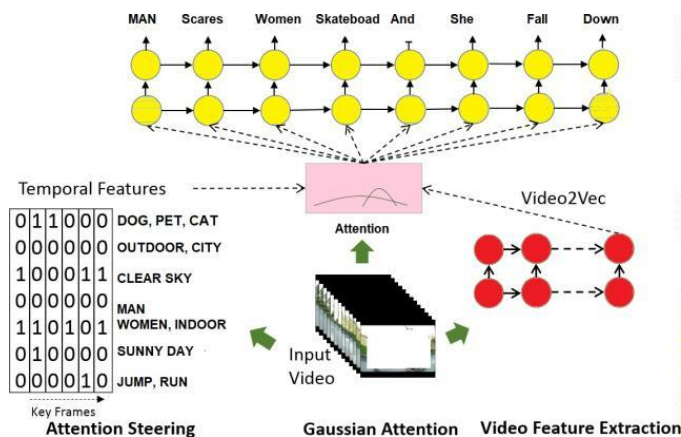 MAN Scares Women Skateboad And She Fall Down
Temporal Features
Video2Vec
Attention
0 1 1 0 0 0 DOG, PET, CAT
0 0 0 0 0 0 OUTDOOR, CITY
1 0 0 0 1 1 CLEAR SKY
0 0 0 0 0 0 MAN
1 1 0 1 0 1 WOMEN, INDOOR
0 1 0 0 0 0 SUNNY DAY
0 0 0 0 1 0 JUMP, RUN
Input
Video
Key Frames
Attention Steering Gaussian Attention Video Feature Extraction